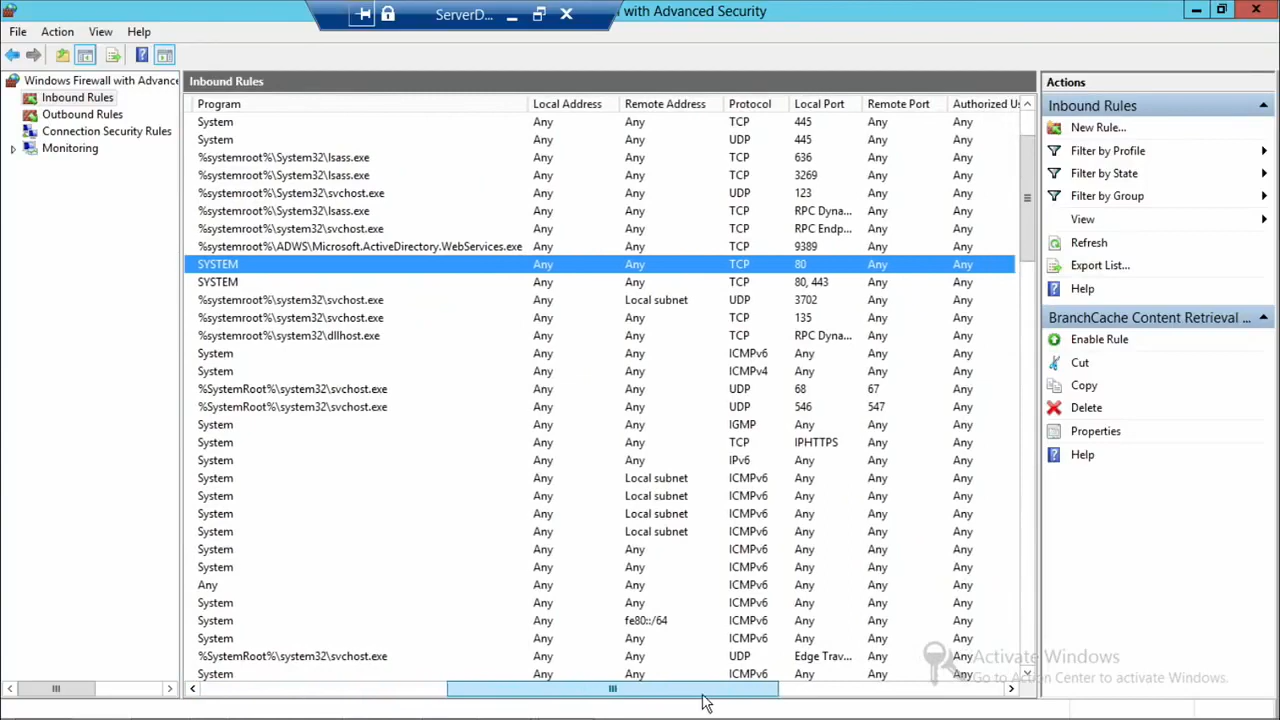 ServerD...
with Advanced Security
File Action View Help
Windows Firewall with Advance
Inbound Rules
Outbound Rules
Connection Security Rules
Monitoring
Inbound Rules
Program Local Address Remote Address Protocol Local Port Remote Port Authorized Us
System Any Any TCP 445 Any Any
System Any Any UDP 445 Any Any
%systemroot%\System32\lsass.exe Any Any TCP 636 Any Any
%systemroot%\System32\lsass.exe Any Any TCP 3269 Any Any
%systemroot%\System32\svchost.exe Any Any UDP 123 Any Any
%systemroot%\System32\lsass.exe Any Any TCP RPC Dyna... Any Any
%systemroot%\System32\svchost.exe Any Any TCP RPC Endp... Any Any
%systemroot%\ADWS\Microsoft.ActiveDirectory.WebServices.exe Any Any TCP 9389 Any Any
SYSTEM Any Any TCP 80 Any Any
SYSTEM Any Any TCP 80, 443 Any Any
%systemroot%\system32\svchost.exe Any Local subnet UDP 3702 Any Any
%systemroot%\system32\svchost.exe Any Any TCP 135 Any Any
%systemroot%\system32\dllhost.exe Any Any TCP RPC Dyna... Any Any
System Any Any ICMPv6 Any Any Any
System Any Any ICMPv4 Any Any Any
%SystemRoot%\system32\svchost.exe Any Any UDP 68 67 Any
%SystemRoot%\system32\svchost.exe Any Any UDP 546 547 Any
System Any Any IGMP Any Any Any
System Any Any TCP IPHTTPS Any Any
System Any Any IPv6 Any Any Any
System Any Local subnet ICMPv6 Any Any Any
System Any Local subnet ICMPv6 Any Any Any
System Any Local subnet ICMPv6 Any Any Any
System Any Local subnet ICMPv6 Any Any Any
System Any Any ICMPv6 Any Any Any
System Any Any ICMPv6 Any Any Any
Any Any Any ICMPv6 Any Any Any
System Any Any ICMPv6 Any Any Any
System Any fe80::/64 ICMPv6 Any Any Any
System Any Any ICMPv6 Any Any Any
%SystemRoot%\system32\svchost.exe Any Any UDP Edge Trav... Any Any
System Any Any ICMPv6 Any Any Any
Actions
Inbound Rules
New Rule...
Filter by Profile
Filter by State
Filter by Group
View
Refresh
Export List...
Help
BranchCache Content Retrieval ...
Enable Rule
Cut
Copy
Delete
Properties
Help
Activate Windows
Go to Action Center to activate Windows.